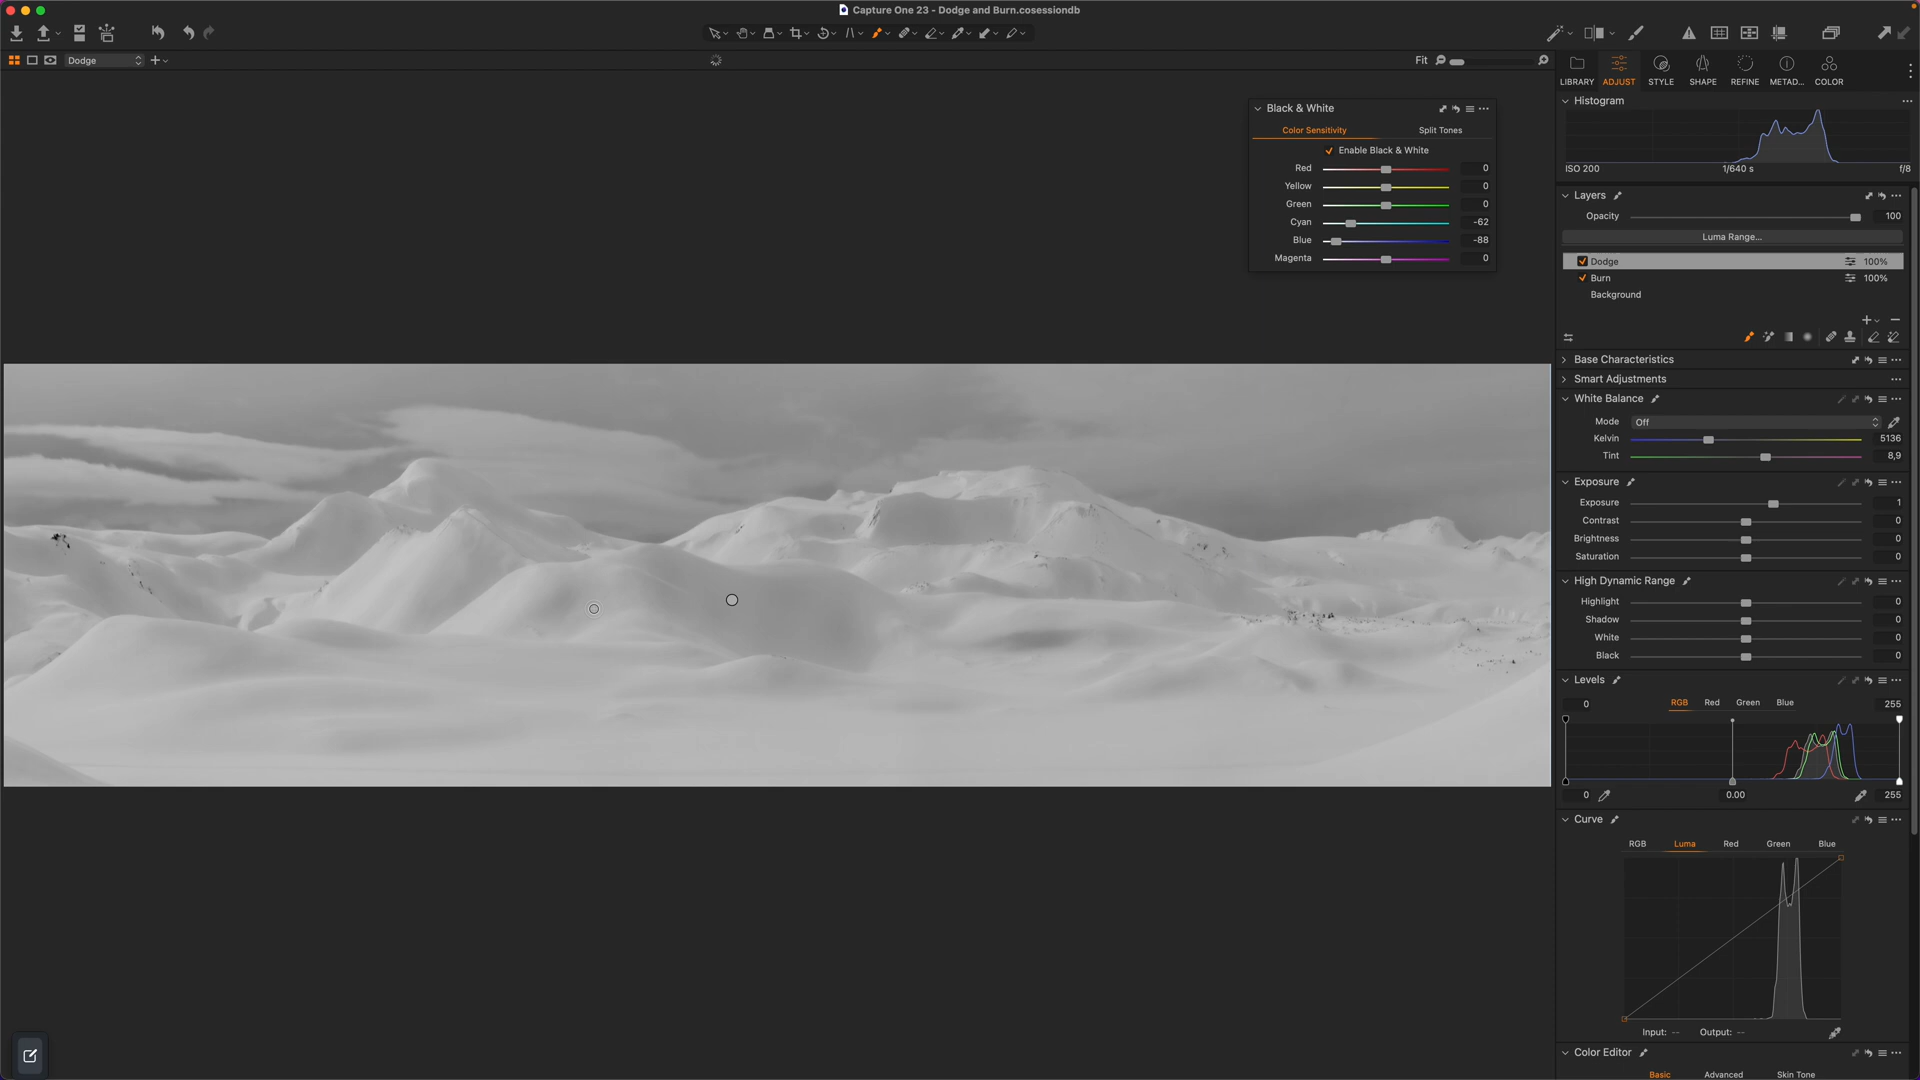 Capture One 23 - Dodge and Burn.cosessiondb
Dodge
Fit
LIBRARY ADJUST STYLE SHAPE REFINE METAD... COLOR
Histogram
ISO 200 1/640 s f/8
Black & White
Color Sensitivity Split Tones
Enable Black & White
Red 0
Yellow 0
Green 0
Cyan -62
Blue -88
Magenta 0
Layers
Opacity 100
Luma Range...
Dodge 100%
Burn 100%
Background
Base Characteristics
Smart Adjustments
White Balance
Mode Off
Kelvin 5136
Tint 8,9
Exposure
Exposure 1
Contrast 0
Brightness 0
Saturation 0
High Dynamic Range
Highlight 0
Shadow 0
White 0
Black 0
Levels
0 RGB Red Green Blue 255
0 0.00 255
Curve
RGB Luma Red Green Blue
Input: -- Output: --
Color Editor
Basic Advanced Skin Tone